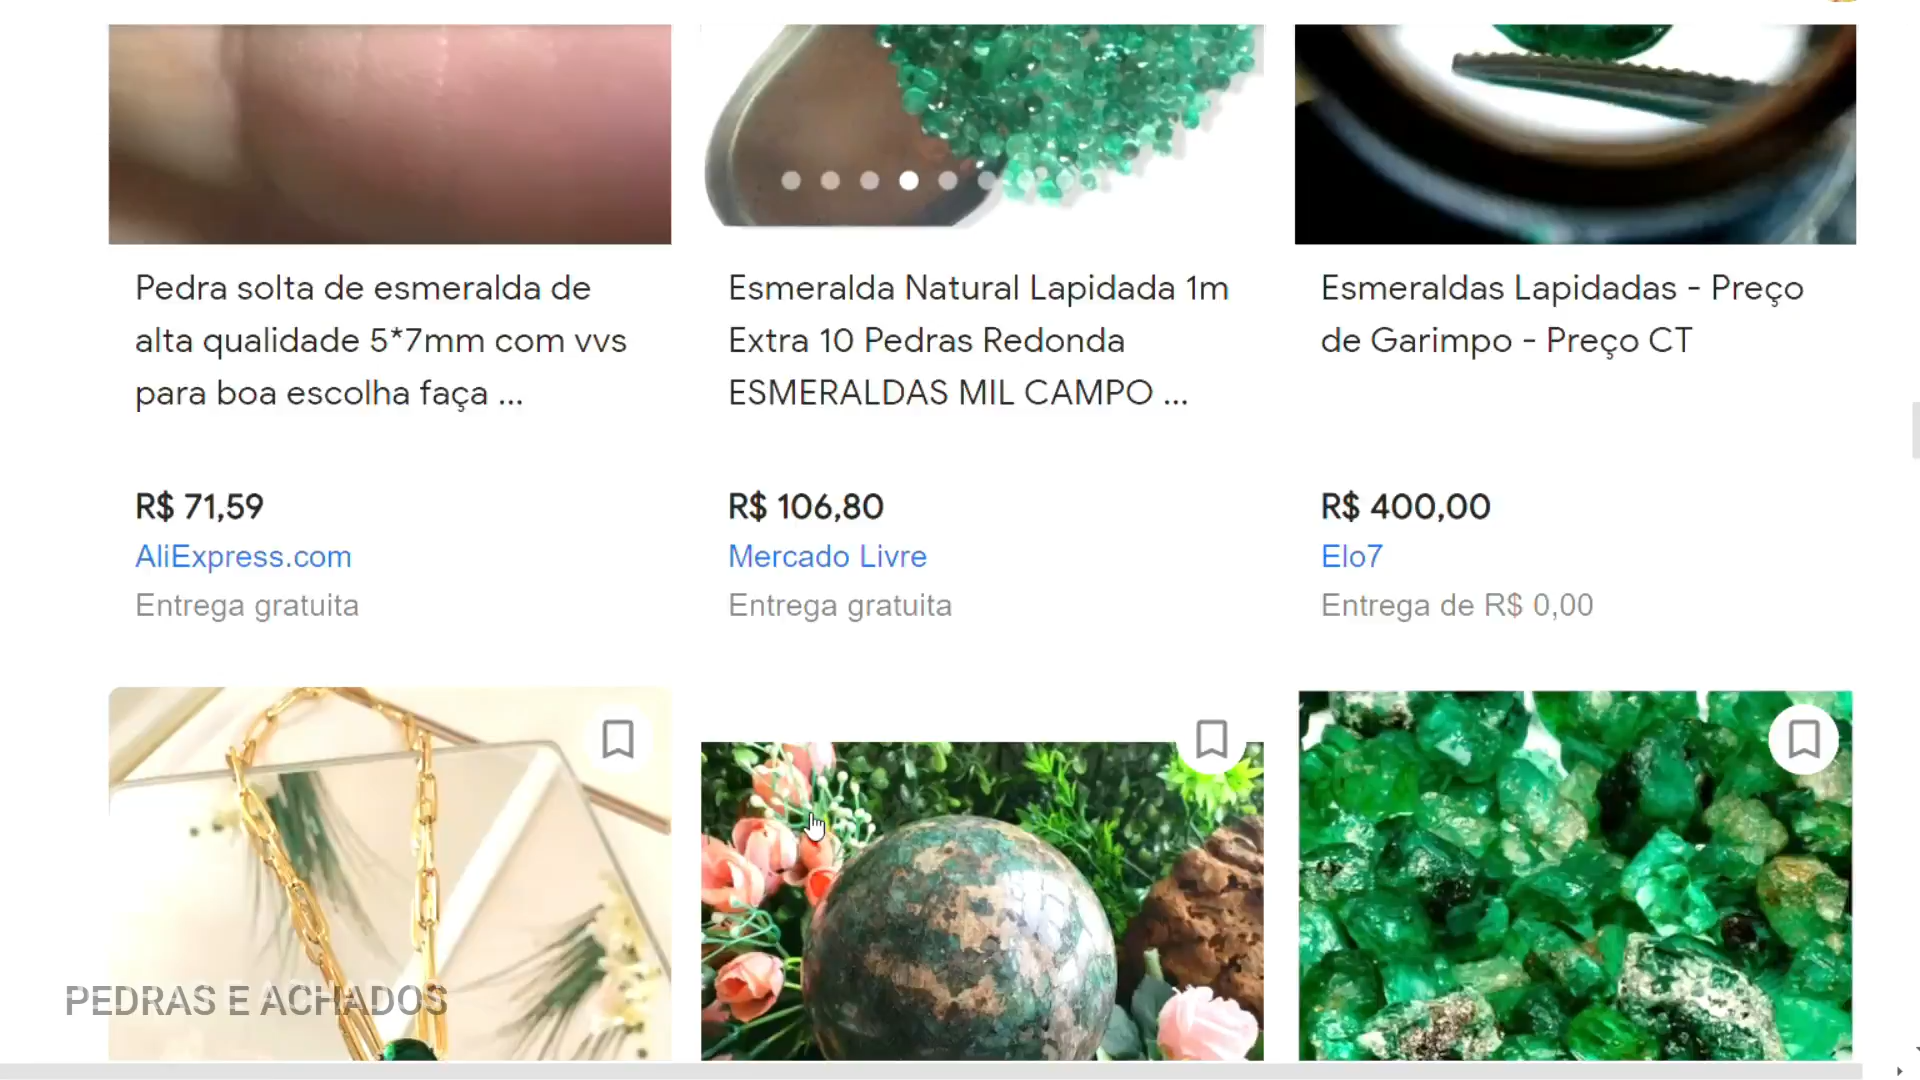 Pedra solta de esmeralda de
alta qualidade 5*7mm com vvs
para boa escolha faça ...
R$ 71,59
AliExpress.com
Entrega gratuita
Esmeralda Natural Lapidada 1m
Extra 10 Pedras Redonda
ESMERALDAS MIL CAMPO ...
R$ 106,80
Mercado Livre
Entrega gratuita
Esmeraldas Lapidadas - Preço
de Garimpo - Preço CT
R$ 400,00
Elo7
Entrega de R$ 0,00
PEDRAS E ACHADOS